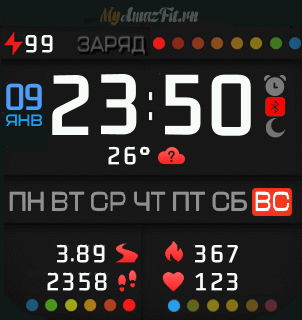 MyAmazFit.ru
99 ЗАРЯД
09
ЯНВ
23:50
26°
ПН ВТ СР ЧТ ПТ СБ ВС
3.89 367
2358 123